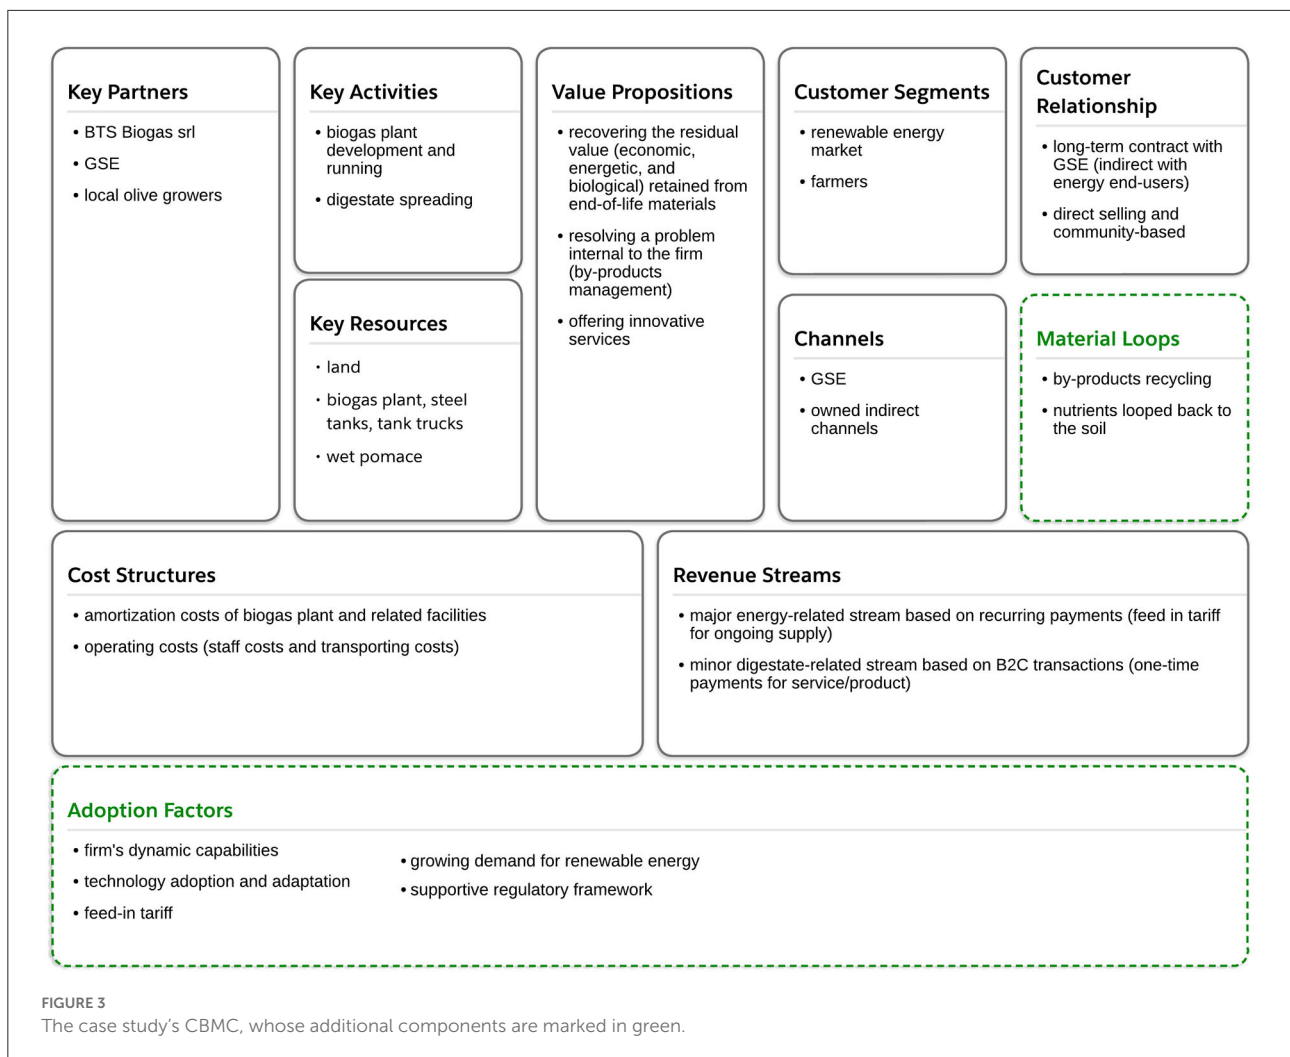 Key Partners
• BTS Biogas srl
• GSE
• local olive growers
Key Activities
• biogas plant
development and
running
• digestate spreading
Key Resources
• land
• biogas plant, steel
tanks, tank trucks
• wet pomace
Value Propositions
• recovering the residual
value (economic,
energetic, and
biological) retained from
end-of-life materials
• resolving a problem
internal to the firm
(by-products
management)
• offering innovative
services
Customer Segments
• renewable energy
market
• farmers
Channels
• GSE
• owned indirect
channels
Customer
Relationship
• long-term contract with
GSE (indirect with
energy end-users)
• direct selling and
community-based
Material Loops
• by-products recycling
• nutrients looped back to
the soil
Cost Structures
• amortization costs of biogas plant and related facilities
• operating costs (staff costs and transporting costs)
Revenue Streams
• major energy-related stream based on recurring payments (feed in tariff
for ongoing supply)
• minor digestate-related stream based on B2C transactions (one-time
payments for service/product)
Adoption Factors
• firm's dynamic capabilities
• technology adoption and adaptation
• feed-in tariff
• growing demand for renewable energy
• supportive regulatory framework
FIGURE 3
The case study's CBMC, whose additional components are marked in green.